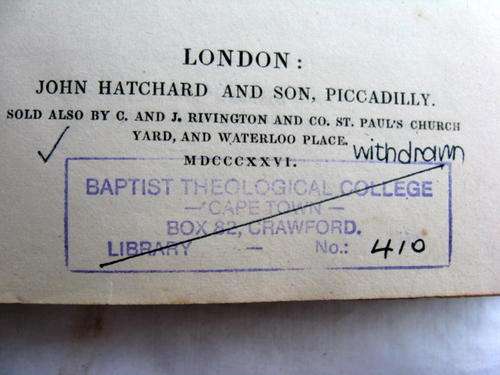 LONDON:
JOHN HATCHARD AND SON, PICCADILLY.
SOLD ALSO BY C. AND J. RIVINGTON AND CO. ST. PAUL'S CHURCH
YARD, AND WATERLOO PLACE.
MDCCCXXVI.
withdrawn
BAPTIST THEOLOGICAL COLLEGE
— CAPE TOWN —
BOX 82, CRAWFORD.
LIBRARY — No.: 410